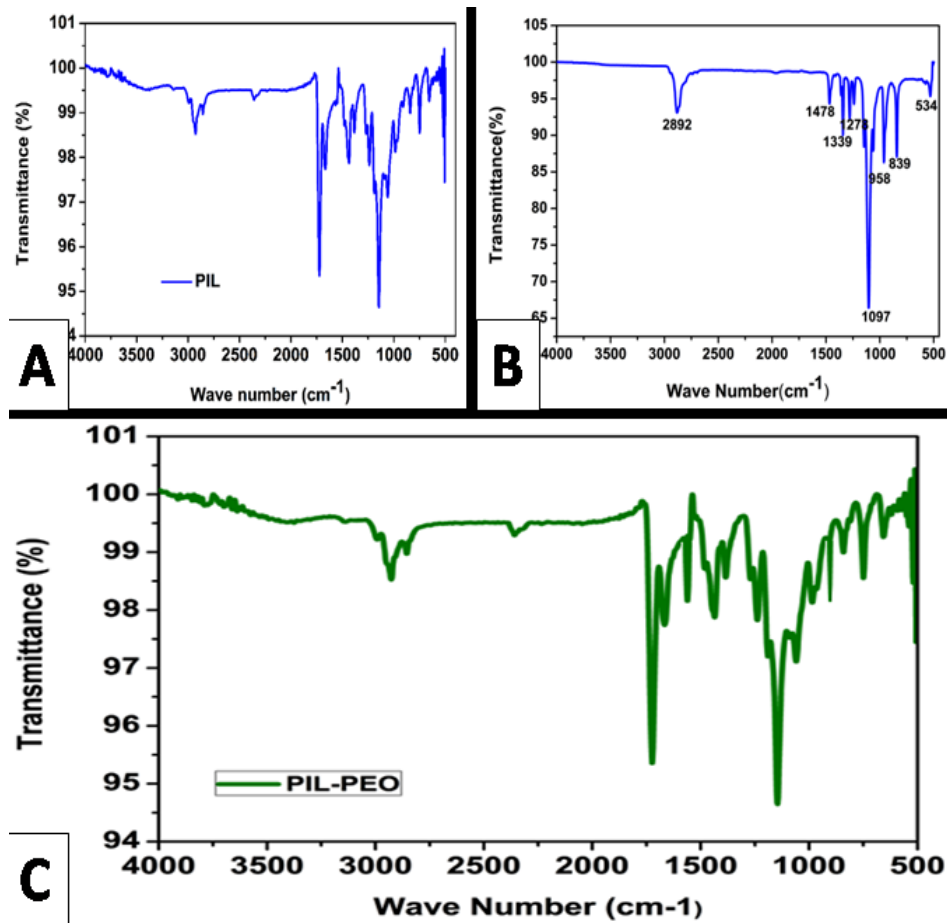 101
100
99
98
97
96
95
94
Transmittance (%)
PIL
4000 3500 3000 2500 2000 1500 1000 500
Wave number (cm-1)
A
105
100
95
90
85
80
75
70
65
Transmittance(%)
2892
1478
1339
1278
1097
958
839
534
4000 3500 3000 2500 2000 1500 1000 500
Wave Number(cm-1)
B
101
100
99
98
97
96
95
94
Transmittance (%)
PIL-PEO
4000 3500 3000 2500 2000 1500 1000 500
Wave Number (cm-1)
C